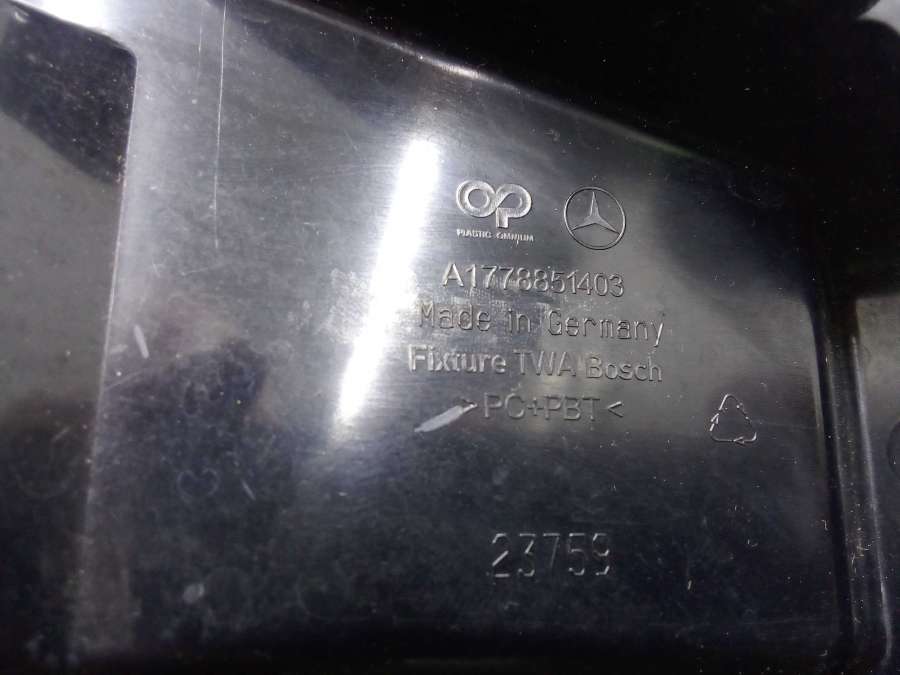 PLASTIC OMNIUM
A1778851403
Made in Germany
Fixture TWA Bosch
>PC+PBT<
23759